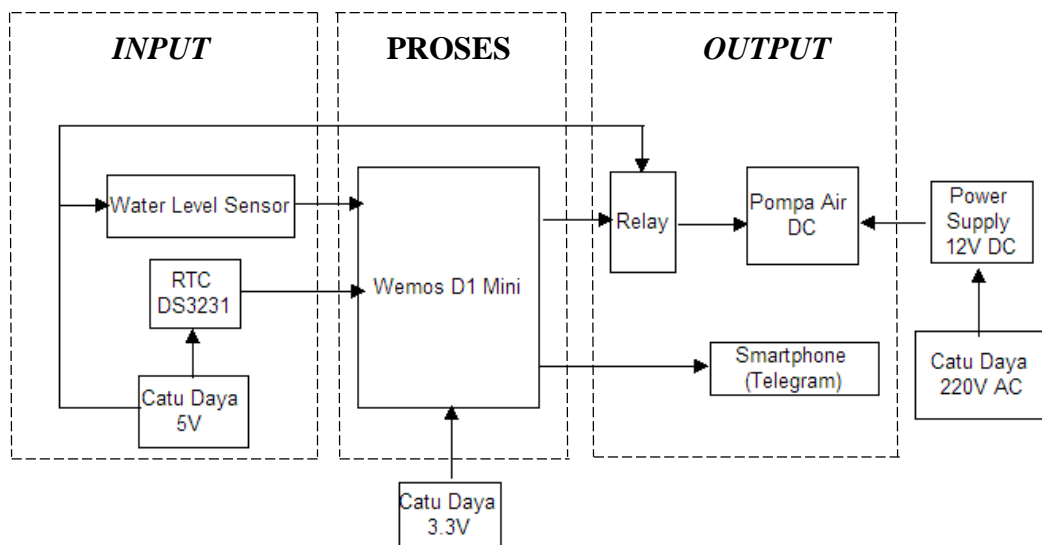 INPUT
PROSES
OUTPUT
Water Level Sensor
RTC
DS3231
Catu Daya
5V
Wemos D1 Mini
Catu Daya
3.3V
Relay
Pompa Air
DC
Smartphone
(Telegram)
Power
Supply
12V DC
Catu Daya
220V AC